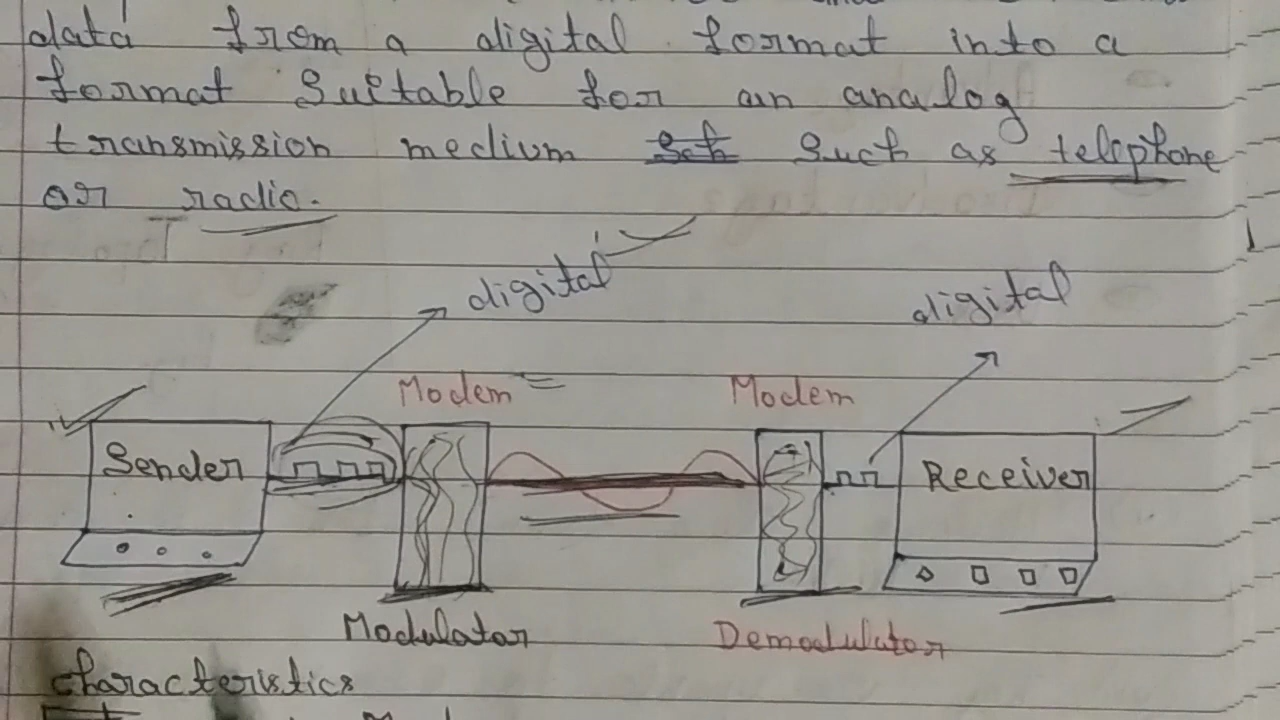 data from a digital format into a
format Suitable for an analog
transmission medium such as telephone
or radio.
digital
digital
Modem
Modem
Sender
Receiver
Modulator
Demodulator
characteristics